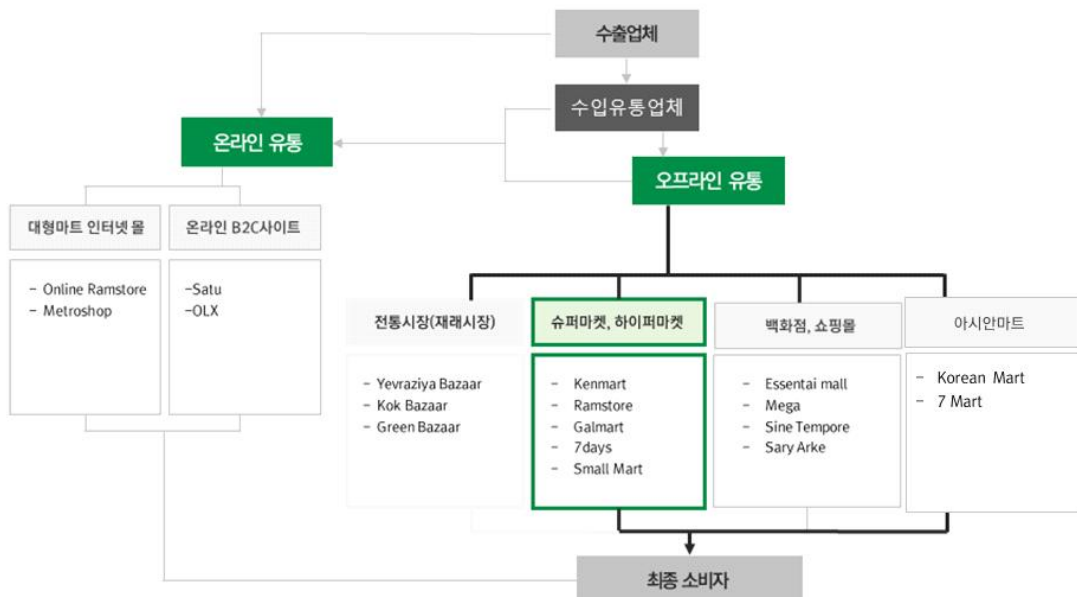 수출업체
수입유통업체
온라인 유통
오프라인 유통
대형마트 인터넷 몰
온라인 B2C사이트
- Online Ramstore
- Metroshop
-Satu
-OLX
전통시장(재래시장)
슈퍼마켓, 하이퍼마켓
백화점, 쇼핑몰
아시안마트
- Yevraziya Bazaar
- Kok Bazaar
- Green Bazaar
- Kenmart
- Ramstore
- Galmart
- 7days
- Small Mart
- Essentai mall
- Mega
- Sine Tempore
- Sary Arke
- Korean Mart
- 7 Mart
최종 소비자